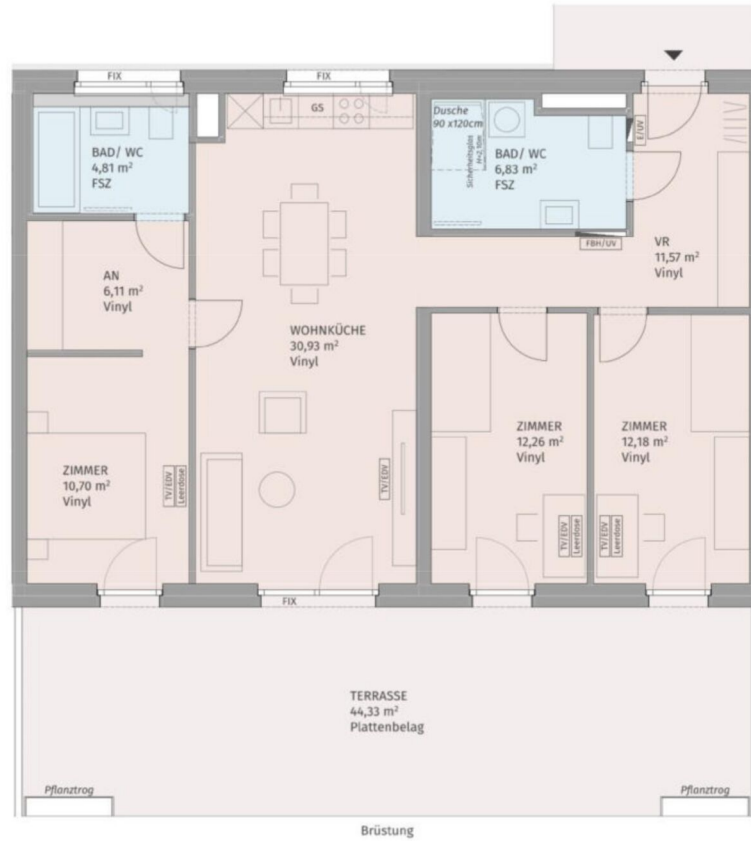 FIX
FIX
BAD/ WC
4,81 m²
FSZ
GS
Dusche
90 x120cm
Sicherheitsglas
H=2,10m
BAD/ WC
6,83 m²
FSZ
E/UV
FBH/UV
VR
11,57 m²
Vinyl
AN
6,11 m²
Vinyl
WOHNKÜCHE
30,93 m²
Vinyl
ZIMMER
10,70 m²
Vinyl
TV/EDV
Leerdose
TV/EDV
ZIMMER
12,26 m²
Vinyl
TV/EDV
Leerdose
ZIMMER
12,18 m²
Vinyl
TV/EDV
Leerdose
FIX
TERRASSE
44,33 m²
Plattenbelag
Pflanztrog
Pflanztrog
Brüstung